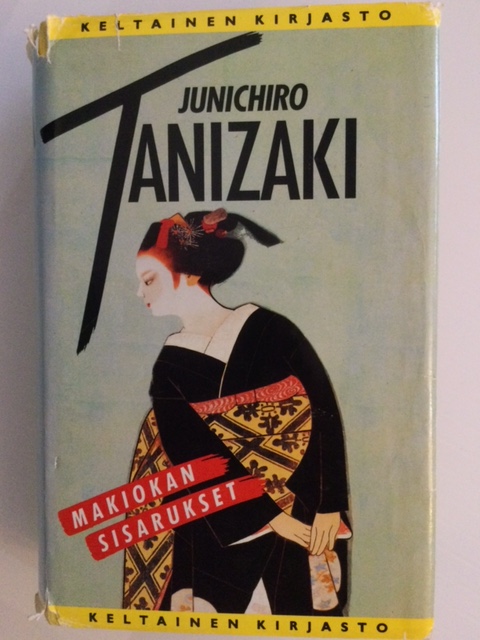 KELTAINEN KIRJASTO
JUNICHIRO
TANIZAKI
MAKIOKAN
SISARUKSET
KELTAINEN KIRJASTO